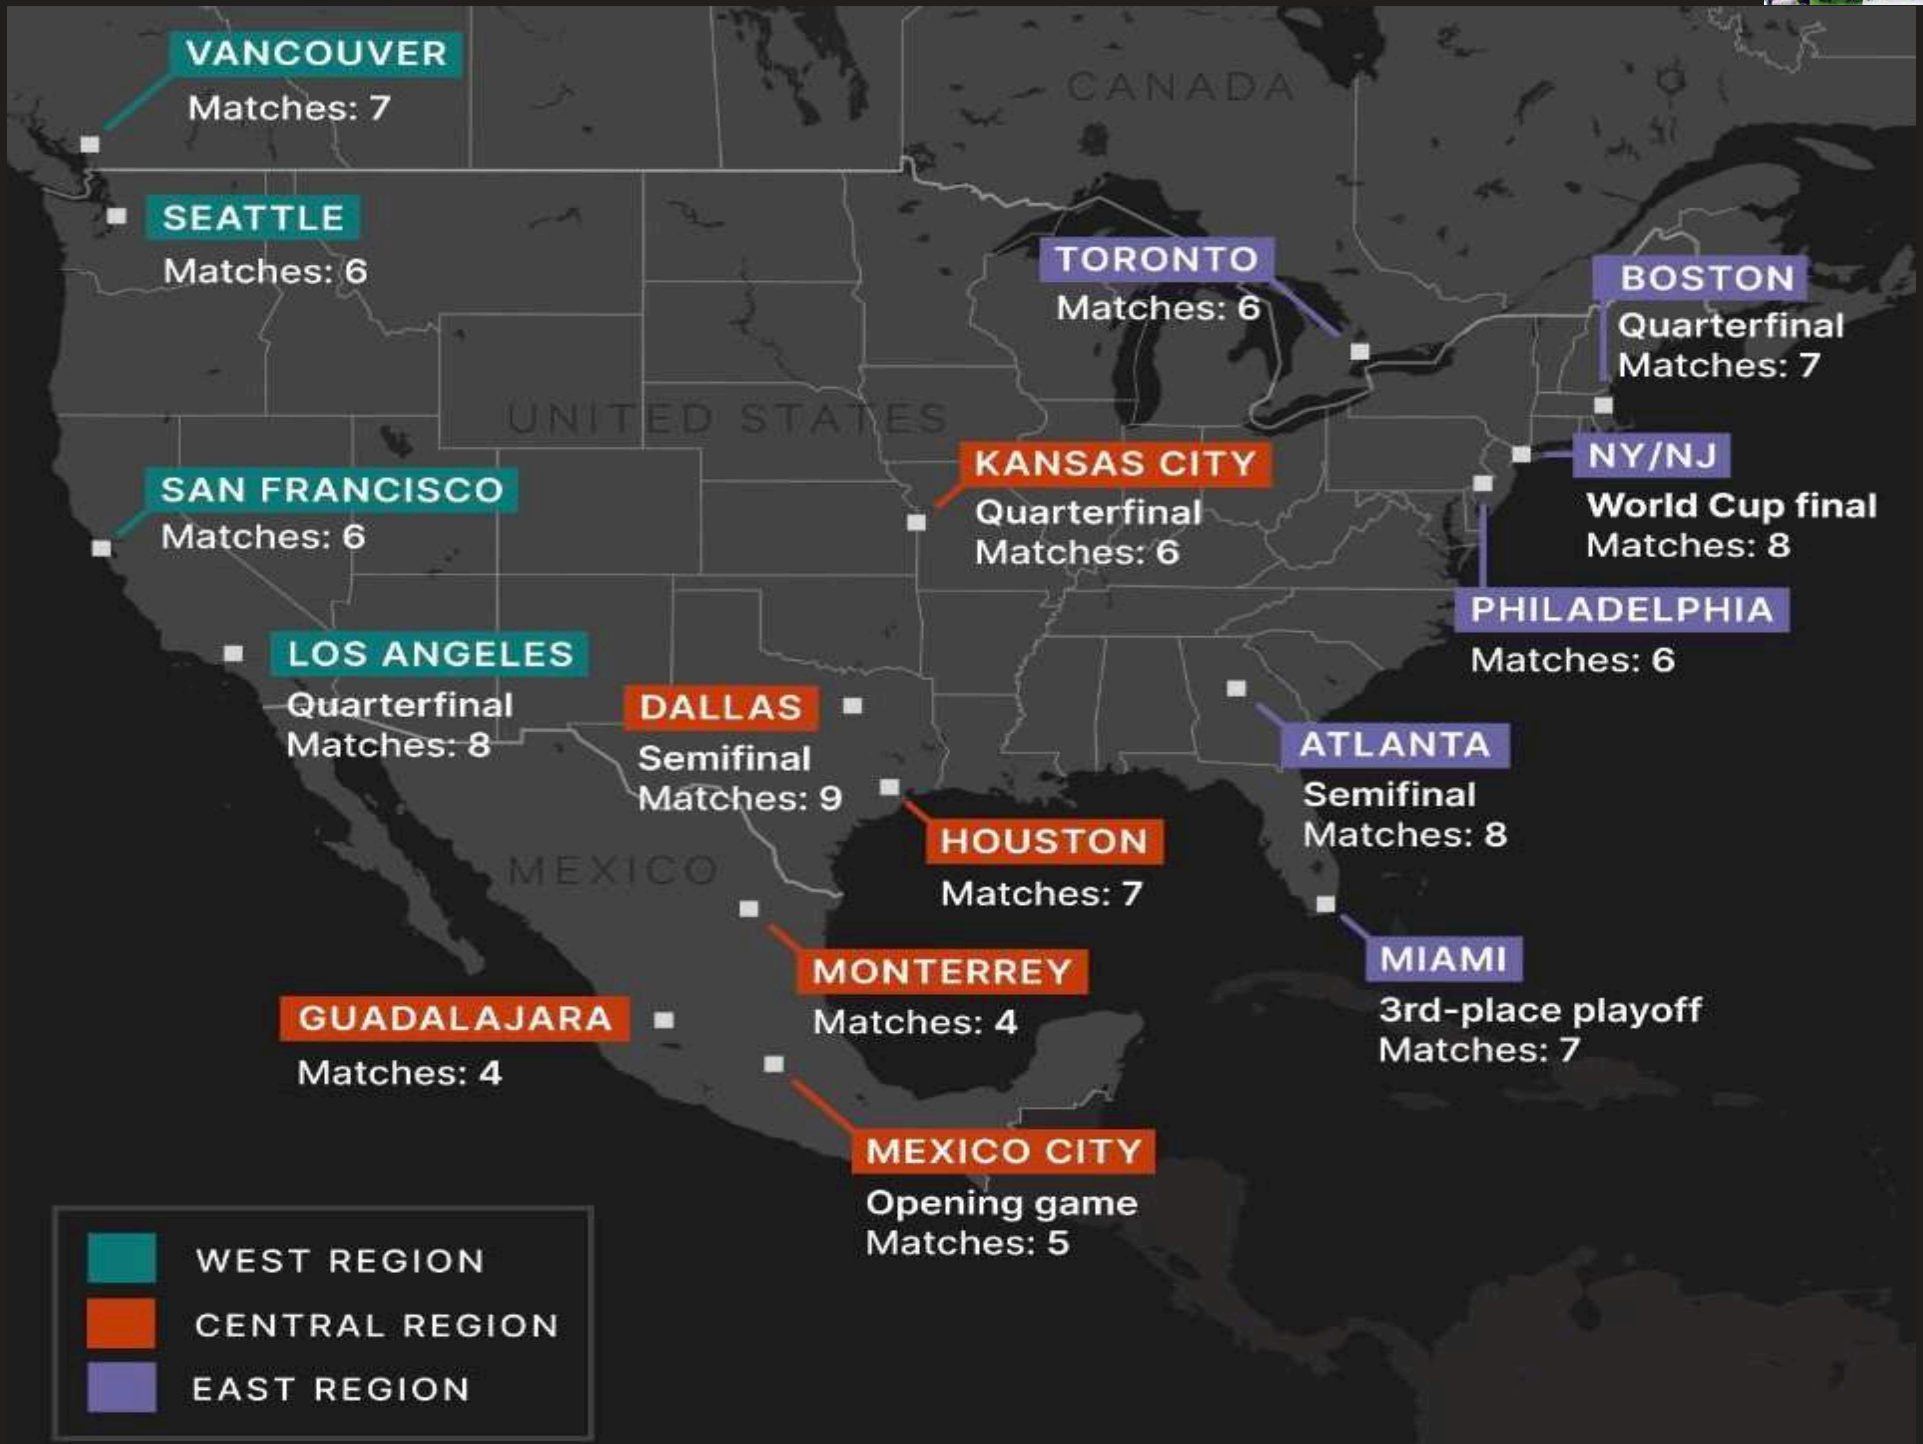 VANCOUVER
Matches: 7
CANADA
SEATTLE
Matches: 6
TORONTO
Matches: 6
BOSTON
Quarterfinal
Matches: 7
UNITED STATES
KANSAS CITY
Quarterfinal
Matches: 6
NY/NJ
World Cup final
Matches: 8
SAN FRANCISCO
Matches: 6
PHILADELPHIA
Matches: 6
LOS ANGELES
Quarterfinal
Matches: 8
DALLAS
Semifinal
Matches: 9
ATLANTA
Semifinal
Matches: 8
HOUSTON
Matches: 7
MEXICO
MONTERREY
Matches: 4
MIAMI
3rd-place playoff
Matches: 7
GUADALAJARA
Matches: 4
MEXICO CITY
Opening game
Matches: 5
WEST REGION
CENTRAL REGION
EAST REGION